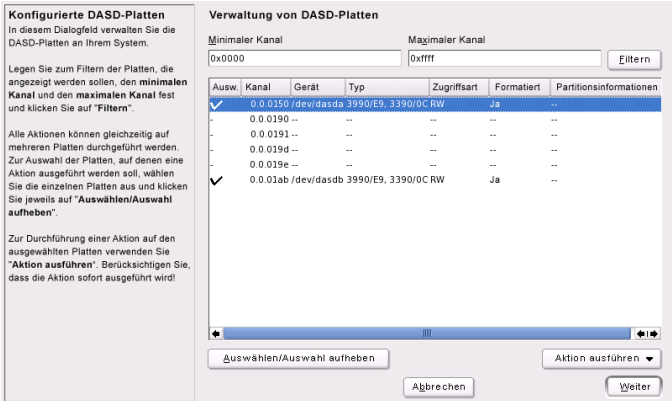 Konfigurierte DASD-Platten
In diesem Dialogfeld verwalten Sie die
DASD-Platten an Ihrem System.
Legen Sie zum Filtern der Platten, die
angezeigt werden sollen, den minimalen
Kanal und den maximalen Kanal fest
und klicken Sie auf "Filtern".
Alle Aktionen können gleichzeitig auf
mehreren Platten durchgeführt werden.
Zur Auswahl der Platten, auf denen eine
Aktion ausgeführt werden soll, wählen
Sie die einzelnen Platten aus und klicken
Sie jeweils auf "Auswählen/Auswahl
aufheben".
Zur Durchführung einer Aktion auf den
ausgewählten Platten verwenden Sie
"Aktion ausführen". Berücksichtigen Sie,
dass die Aktion sofort ausgeführt wird!
Verwaltung von DASD-Platten
Minimaler Kanal Maximaler Kanal
0x0000 0xffff Filtern
Ausw. Kanal Gerät Typ Zugriffsart Formatiert Partitionsinformationen
0.0.0150 /dev/dasda 3990/E9, 3390/0C RW Ja --
- 0.0.0190 -- -- -- -- --
- 0.0.0191 -- -- -- -- --
- 0.0.019d -- -- -- -- --
- 0.0.019e -- -- -- -- --
0.0.01ab /dev/dasdb 3990/E9, 3390/0C RW Ja --
Auswählen/Auswahl aufheben Aktion ausführen
Abbrechen Weiter